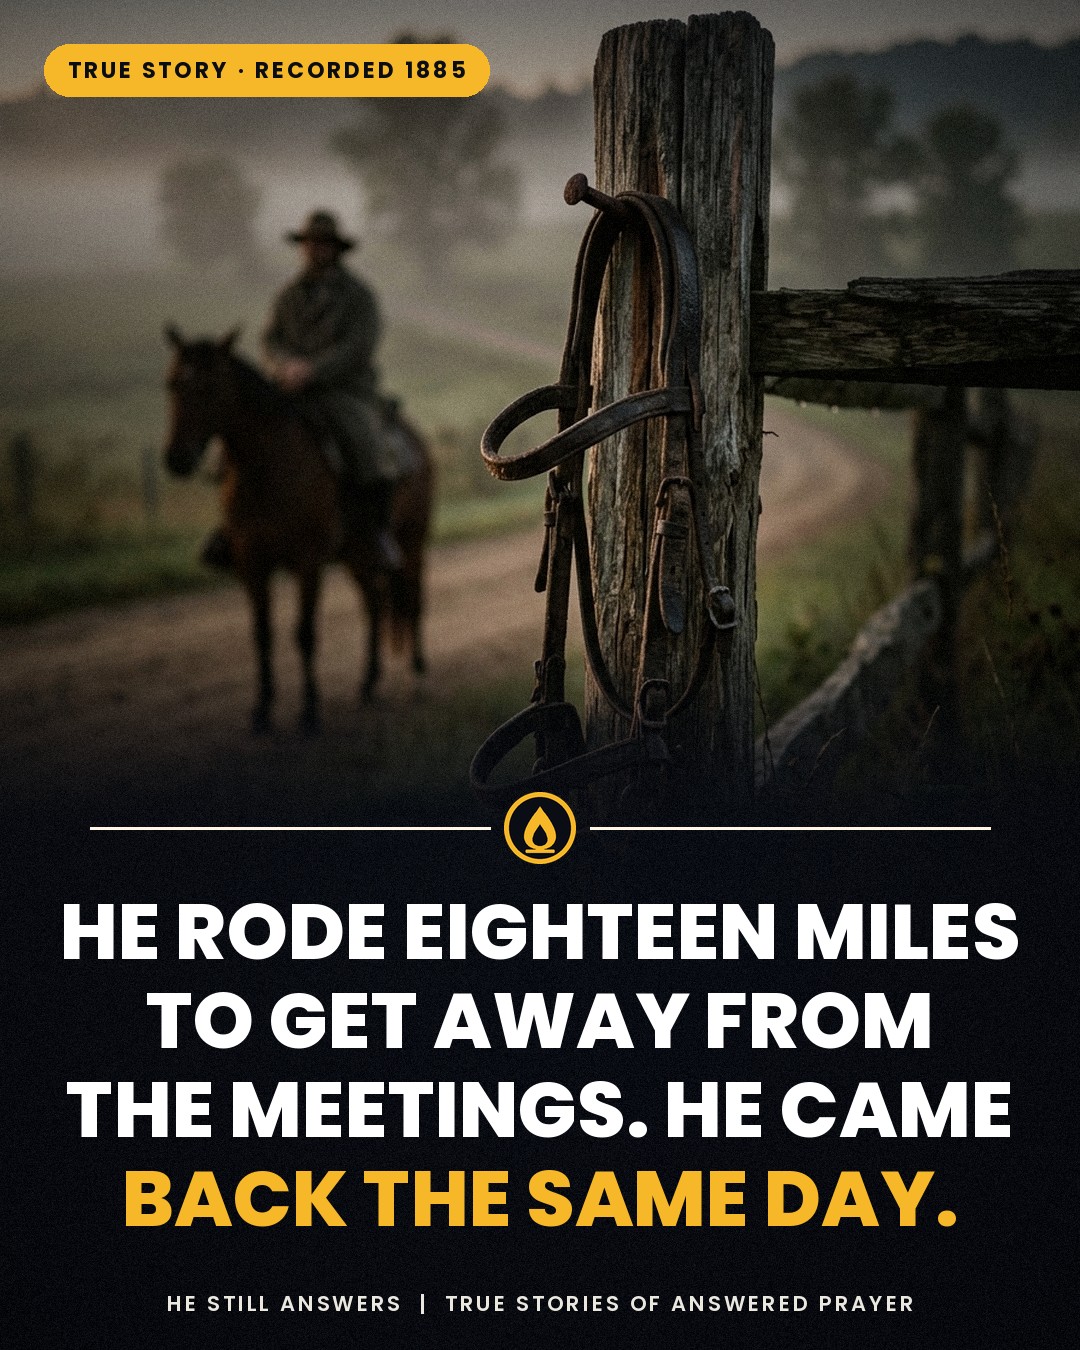 TRUE STORY · RECORDED 1885
HE RODE EIGHTEEN MILES
TO GET AWAY FROM
THE MEETINGS. HE CAME
BACK THE SAME DAY.
HE STILL ANSWERS | TRUE STORIES OF ANSWERED PRAYER